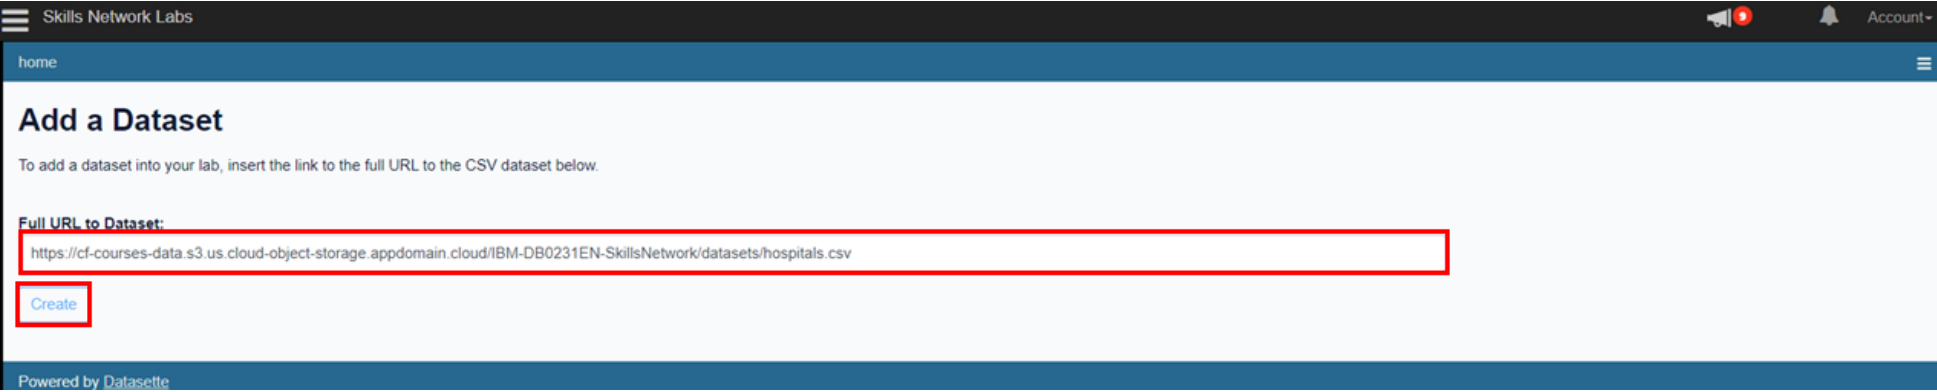 Skills Network Labs
9
Account
home
Add a Dataset
To add a dataset into your lab, insert the link to the full URL to the CSV dataset below.
Full URL to Dataset:
https://cf-courses-data.s3.us.cloud-object-storage.appdomain.cloud/IBM-DB0231EN-SkillsNetwork/datasets/hospitals.csv
Create
Powered by Datasette